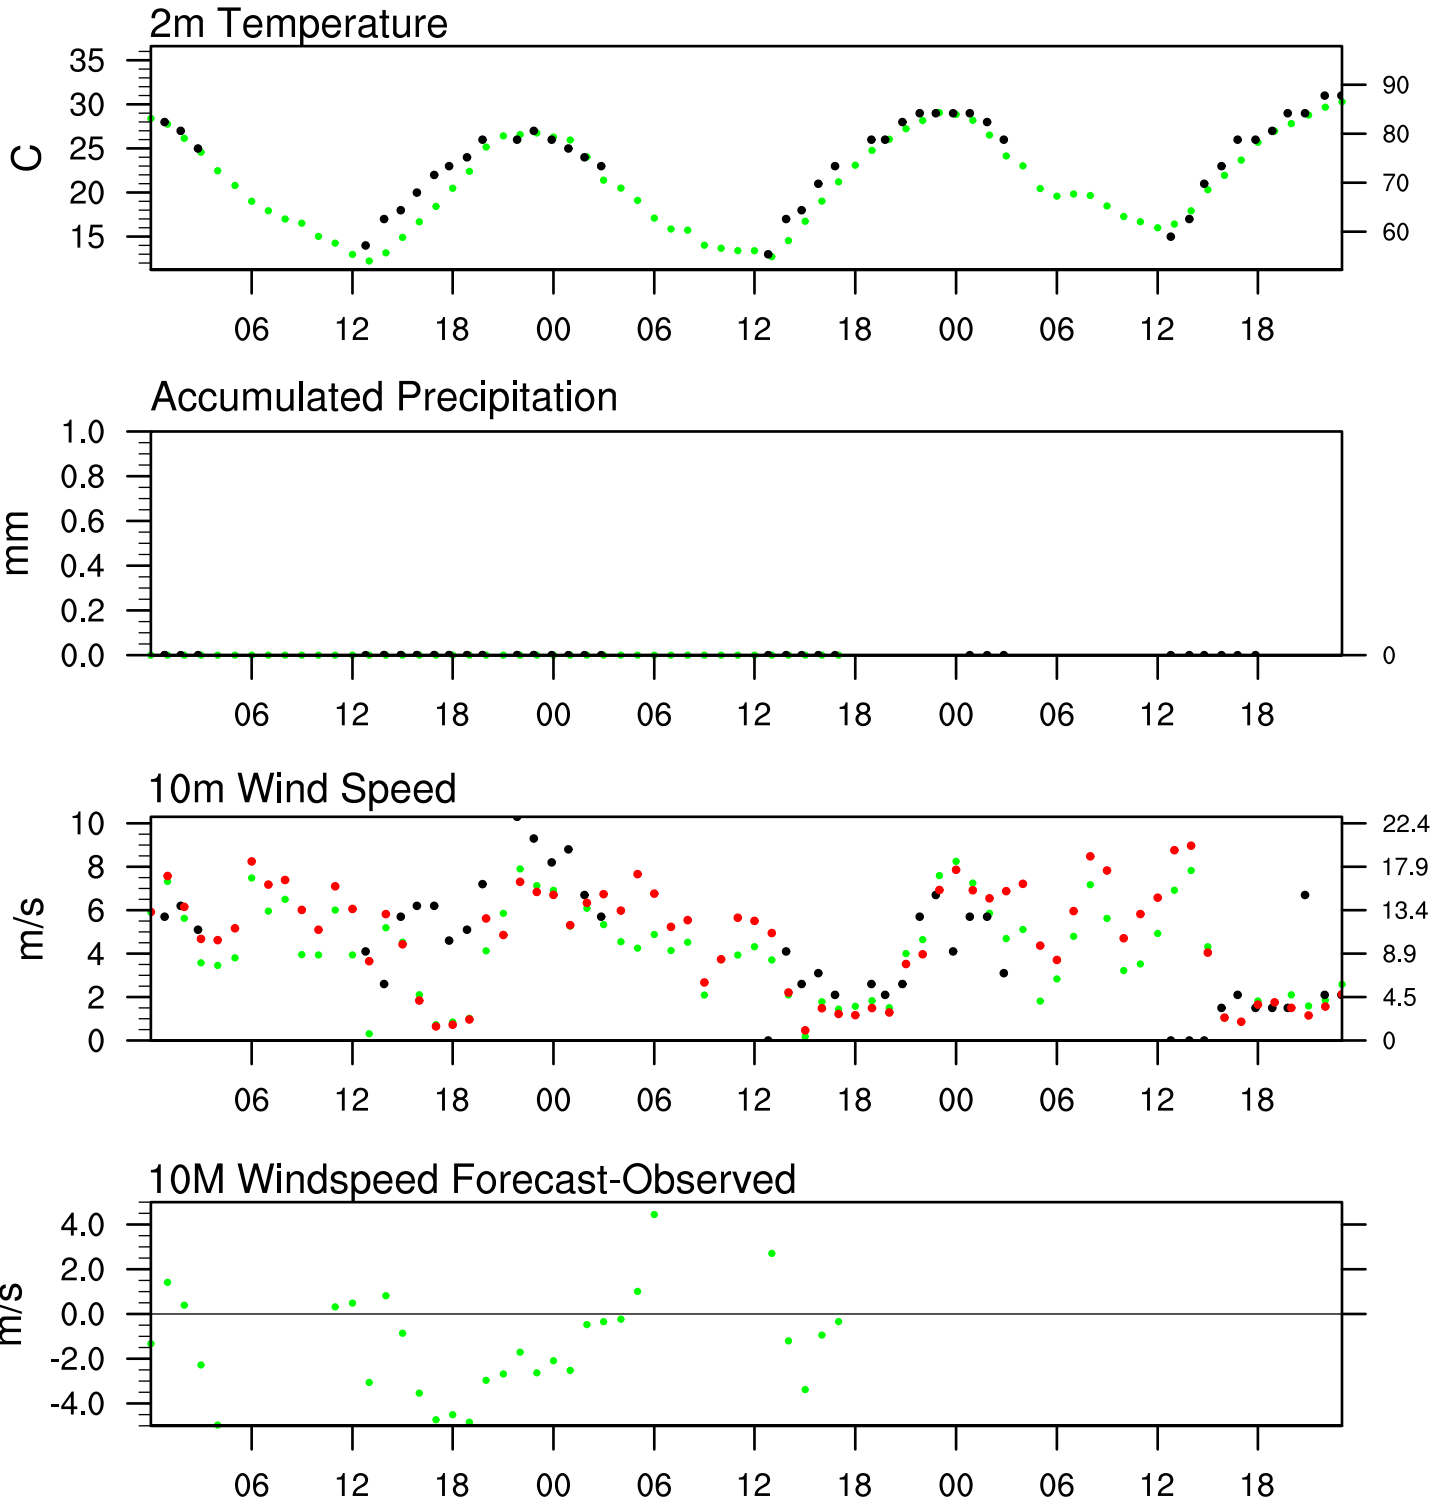 2m Temperature
35
30
25
20
15
C
90
80
70
60
06 12 18 00 06 12 18 00 06 12 18
Accumulated Precipitation
1.0
0.8
0.6
0.4
0.2
0.0
mm
0
06 12 18 00 06 12 18 00 06 12 18
10m Wind Speed
10
8
6
4
2
0
m/s
22.4
17.9
13.4
8.9
4.5
0
06 12 18 00 06 12 18 00 06 12 18
10M Windspeed Forecast-Observed
4.0
2.0
0.0
-2.0
-4.0
m/s
06 12 18 00 06 12 18 00 06 12 18